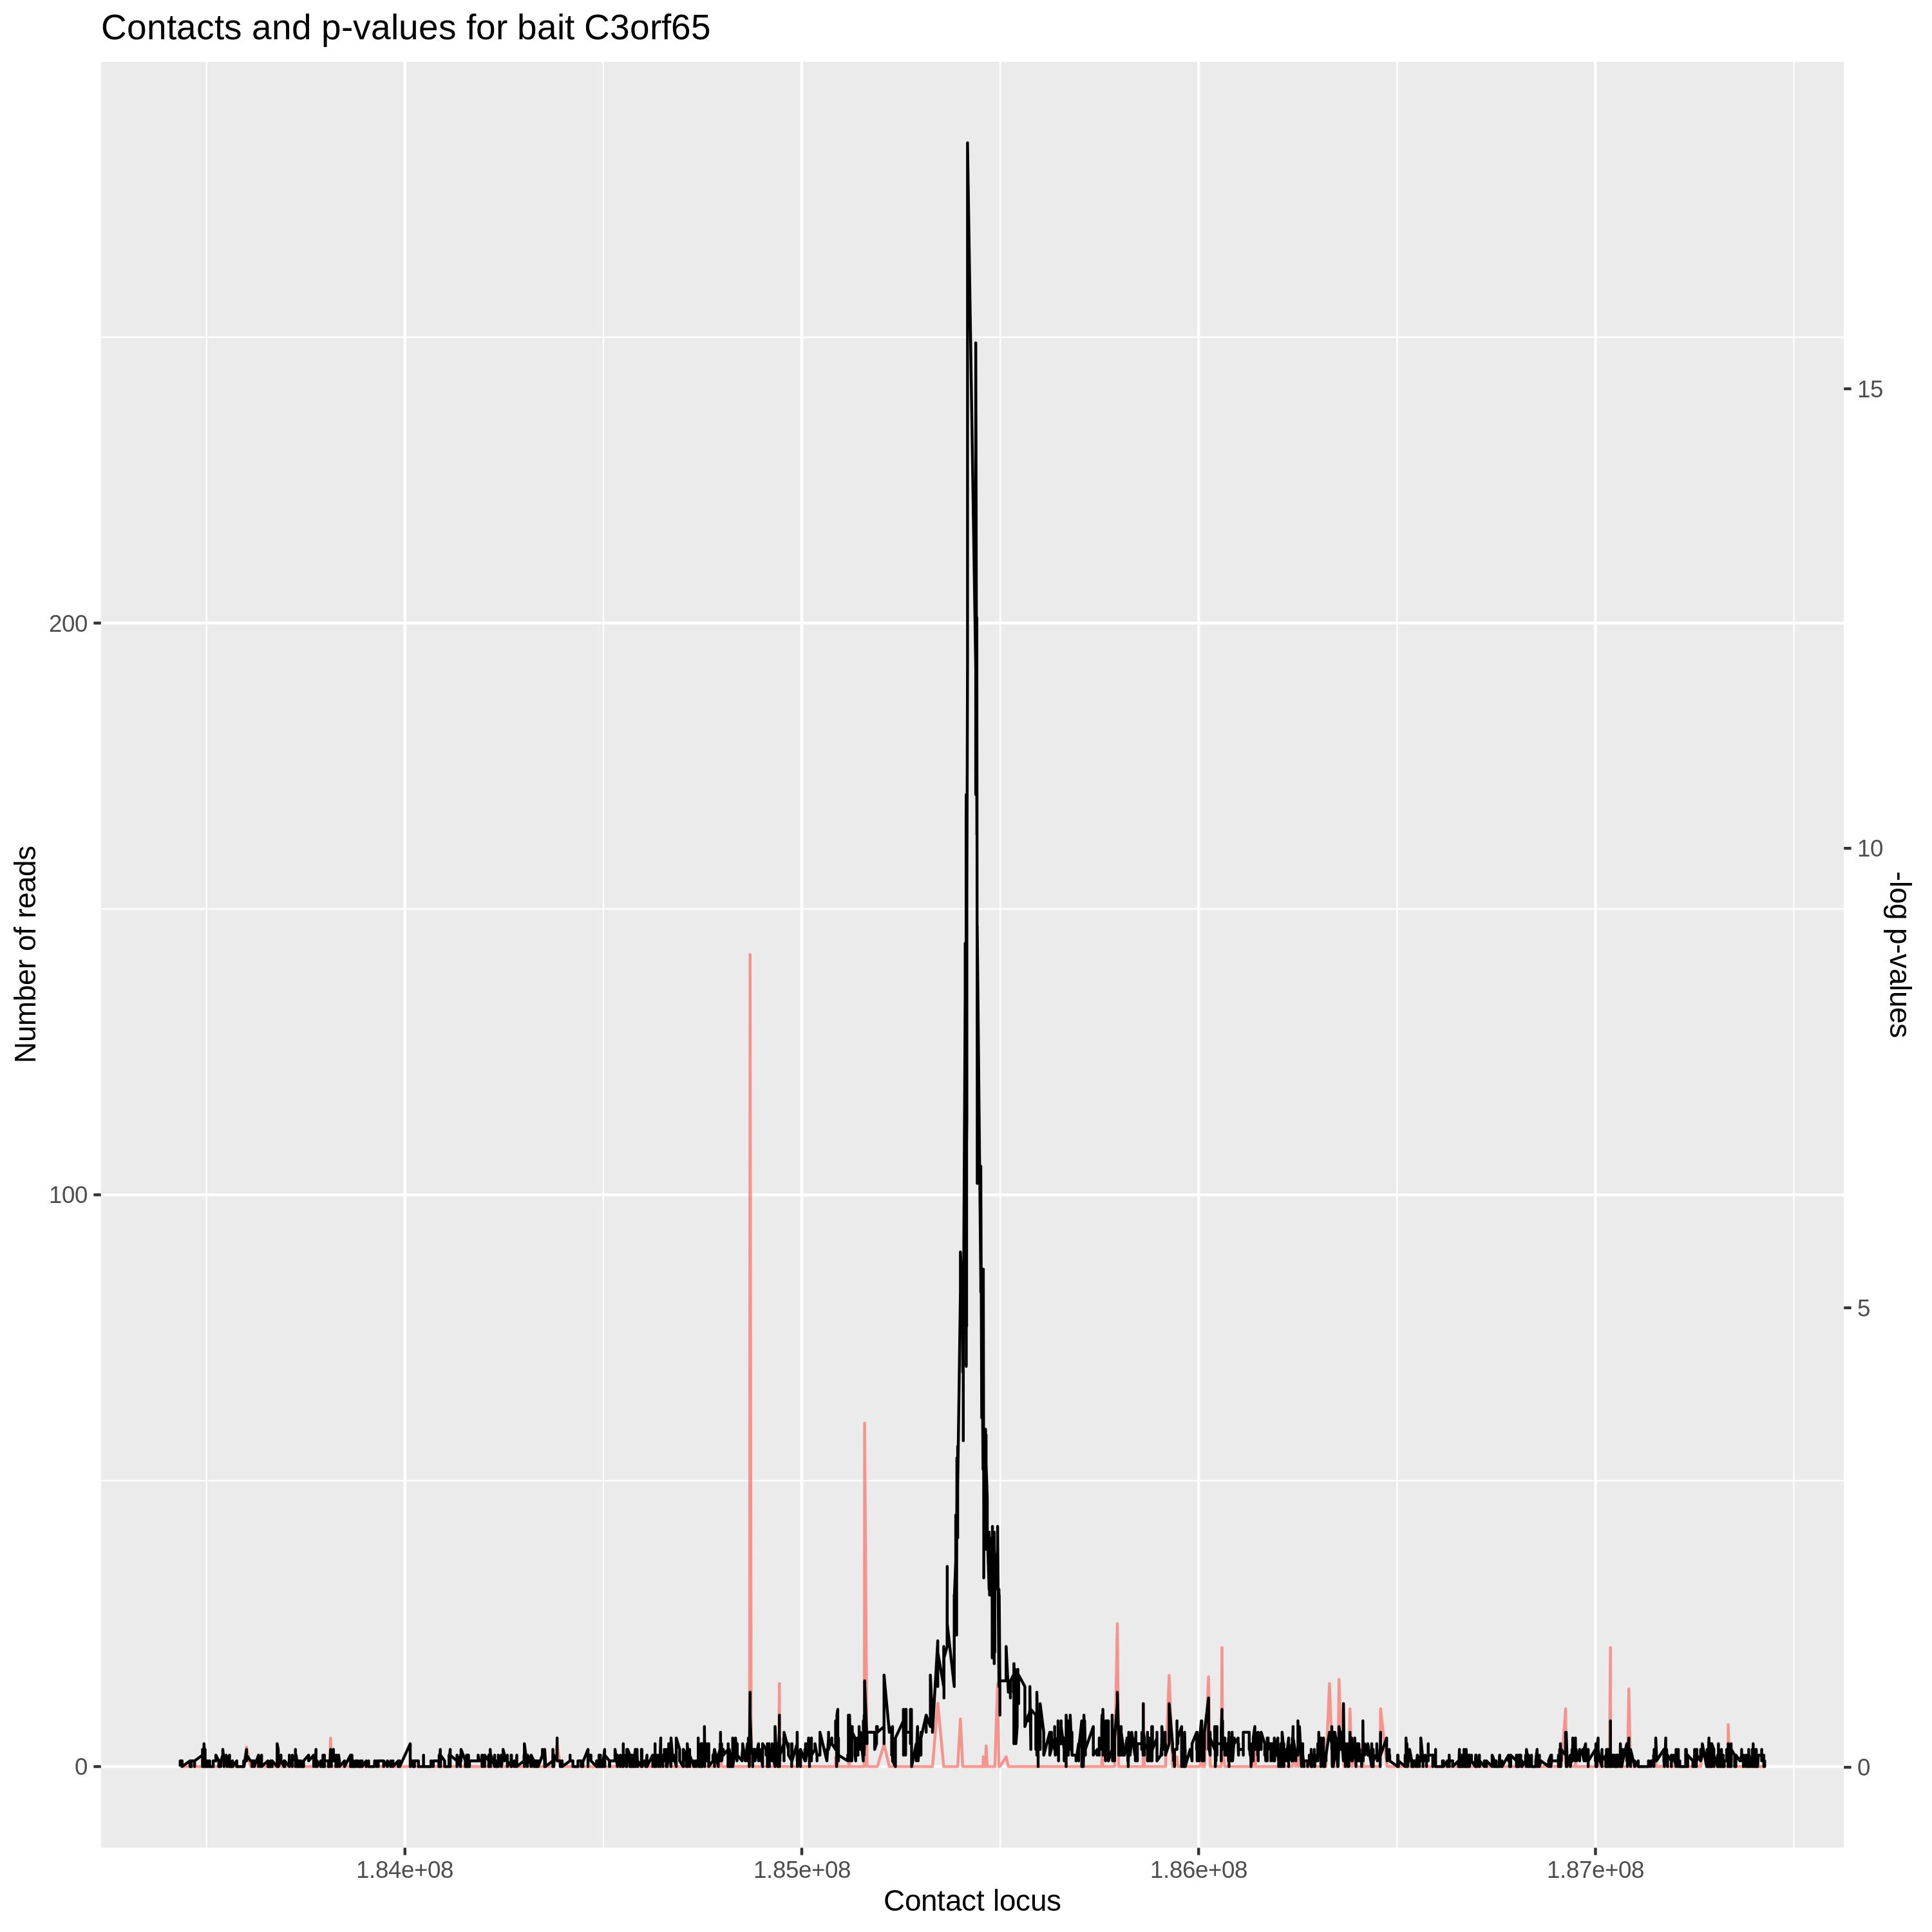 Contacts and p-values for bait C3orf65
Number of reads
200
100
0
15
10
5
0
-log p-values
1.84e+08
1.85e+08
1.86e+08
1.87e+08
Contact locus